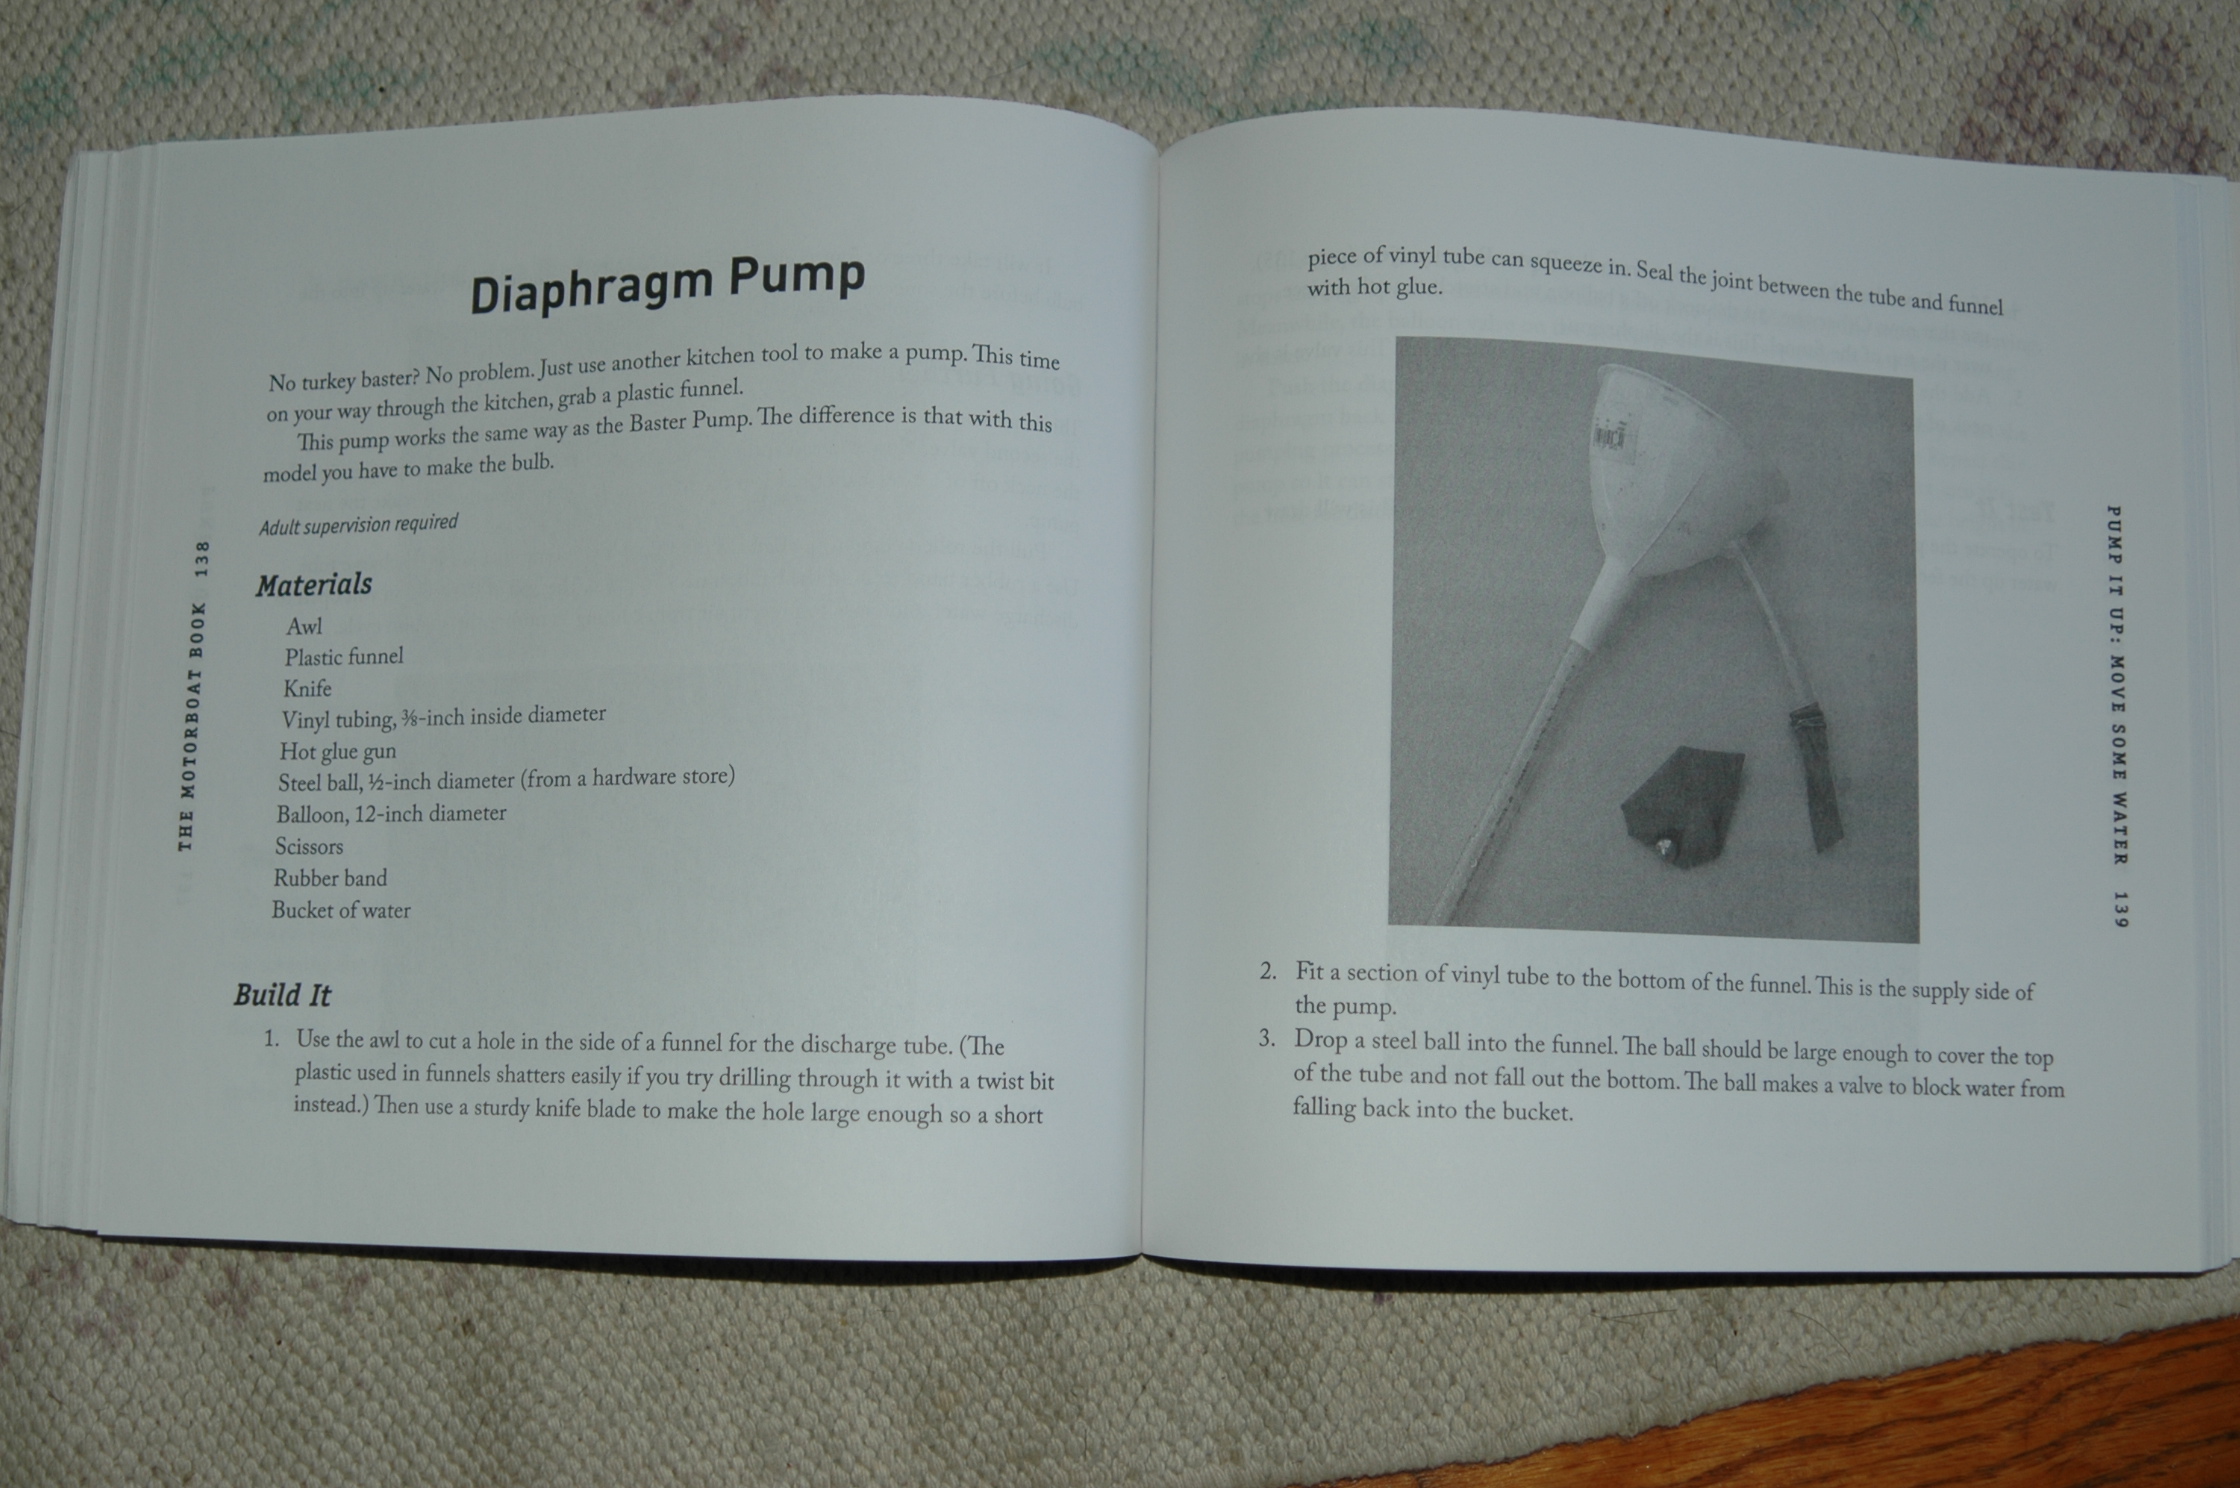 Diaphragm Pump
No turkey baster? No problem. Just use another kitchen tool to make a pump. This time
on your way through the kitchen, grab a plastic funnel.
This pump works the same way as the Baster Pump. The difference is that with this
model you have to make the bulb.
Adult supervision required
Materials
Awl
Plastic funnel
Knife
Vinyl tubing, ⅜-inch inside diameter
Hot glue gun
Steel ball, ½-inch diameter (from a hardware store)
Balloon, 12-inch diameter
Scissors
Rubber band
Bucket of water
Build It
1. Use the awl to cut a hole in the side of a funnel for the discharge tube. (The
plastic used in funnels shatters easily if you try drilling through it with a twist bit
instead.) Then use a sturdy knife blade to make the hole large enough so a short
THE MOTORBOAT BOOK 138
piece of vinyl tube can squeeze in. Seal the joint between the tube and funnel
with hot glue.
2. Fit a section of vinyl tube to the bottom of the funnel. This is the supply side of
the pump.
3. Drop a steel ball into the funnel. The ball should be large enough to cover the top
of the tube and not fall out the bottom. The ball makes a valve to block water from
falling back into the bucket.
PUMP IT UP: MOVE SOME WATER 139